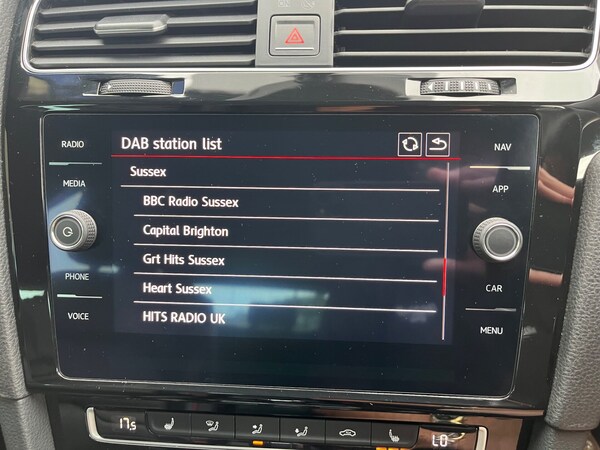 RADIO
MEDIA
PHONE
VOICE
DAB station list
Sussex
BBC Radio Sussex
Capital Brighton
Grt Hits Sussex
Heart Sussex
HITS RADIO UK
NAV
APP
CAR
MENU
17.5
LO